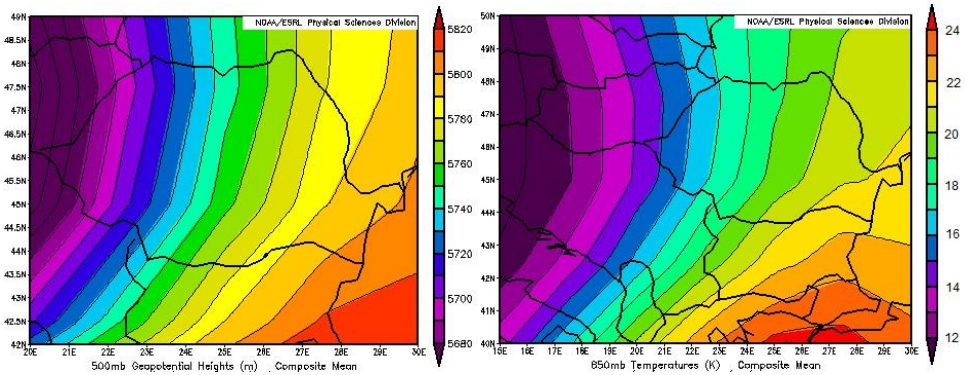 NOAA/ESRL Physical Sciences Division
49N
48.5N
48N
47.5N
47N
46.5N
46N
45.5N
45N
44.5N
44N
43.5N
43N
42.5N
42N
20E 21E 22E 23E 24E 25E 26E 27E 28E 29E 30E
500mb Geopotential Heights (m) Composite Mean
5820
5800
5780
5760
5740
5720
5700
5680
NOAA/ESRL Physical Sciences Division
50N
49N
48N
47N
46N
45N
44N
43N
42N
41N
40N
15E 16E 17E 18E 19E 20E 21E 22E 23E 24E 25E 26E 27E 28E 29E 30E
850mb Temperatures (K) Composite Mean
24
22
20
18
16
14
12